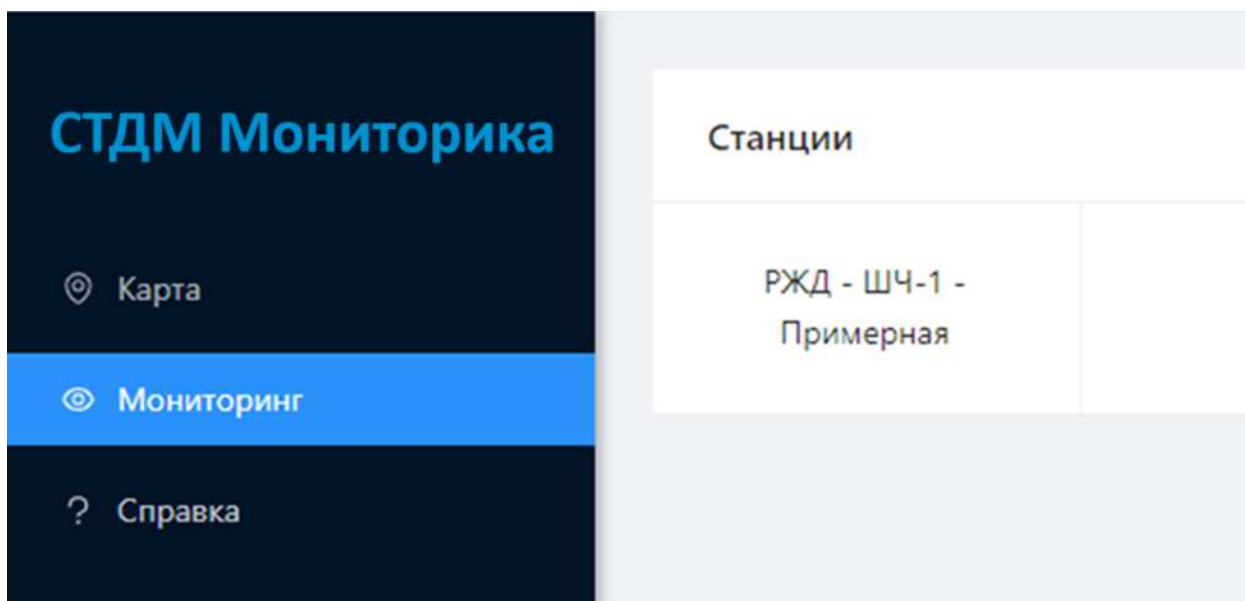 СТДМ Мониторика
Карта
Мониторинг
? Справка
Станции
РЖД - ШЧ-1 -
Примерная